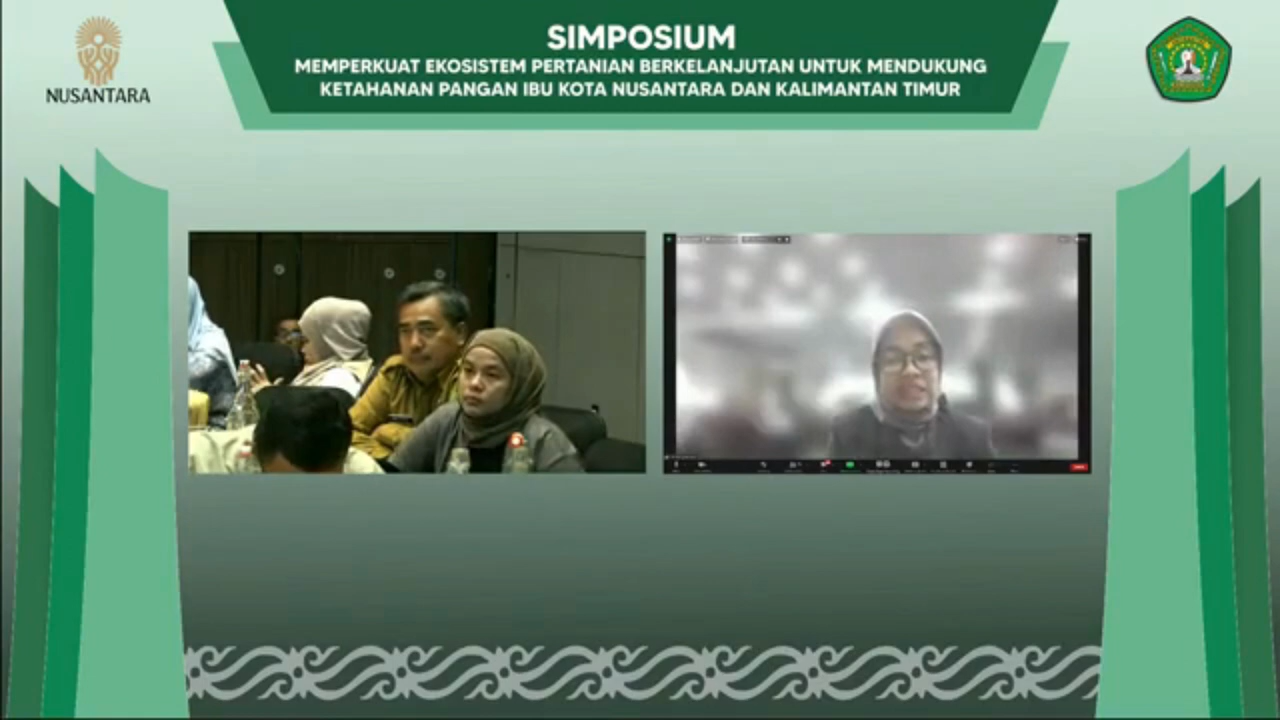 SIMPOSIUM
MEMPERKUAT EKOSISTEM PERTANIAN BERKELANJUTAN UNTUK MENDUKUNG
KETAHANAN PANGAN IBU KOTA NUSANTARA DAN KALIMANTAN TIMUR
NUSANTARA